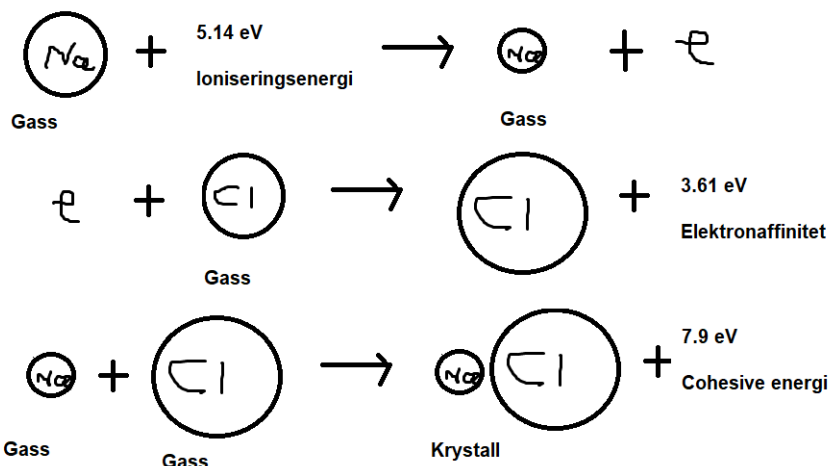 Na + 5.14 eV → Na + e
Ioniseringsenergi
Gass Gass
e + Cl → Cl + 3.61 eV
Elektronaffinitet
Gass
Na + Cl → Na Cl + 7.9 eV
Cohesive energi
Gass Gass Krystall